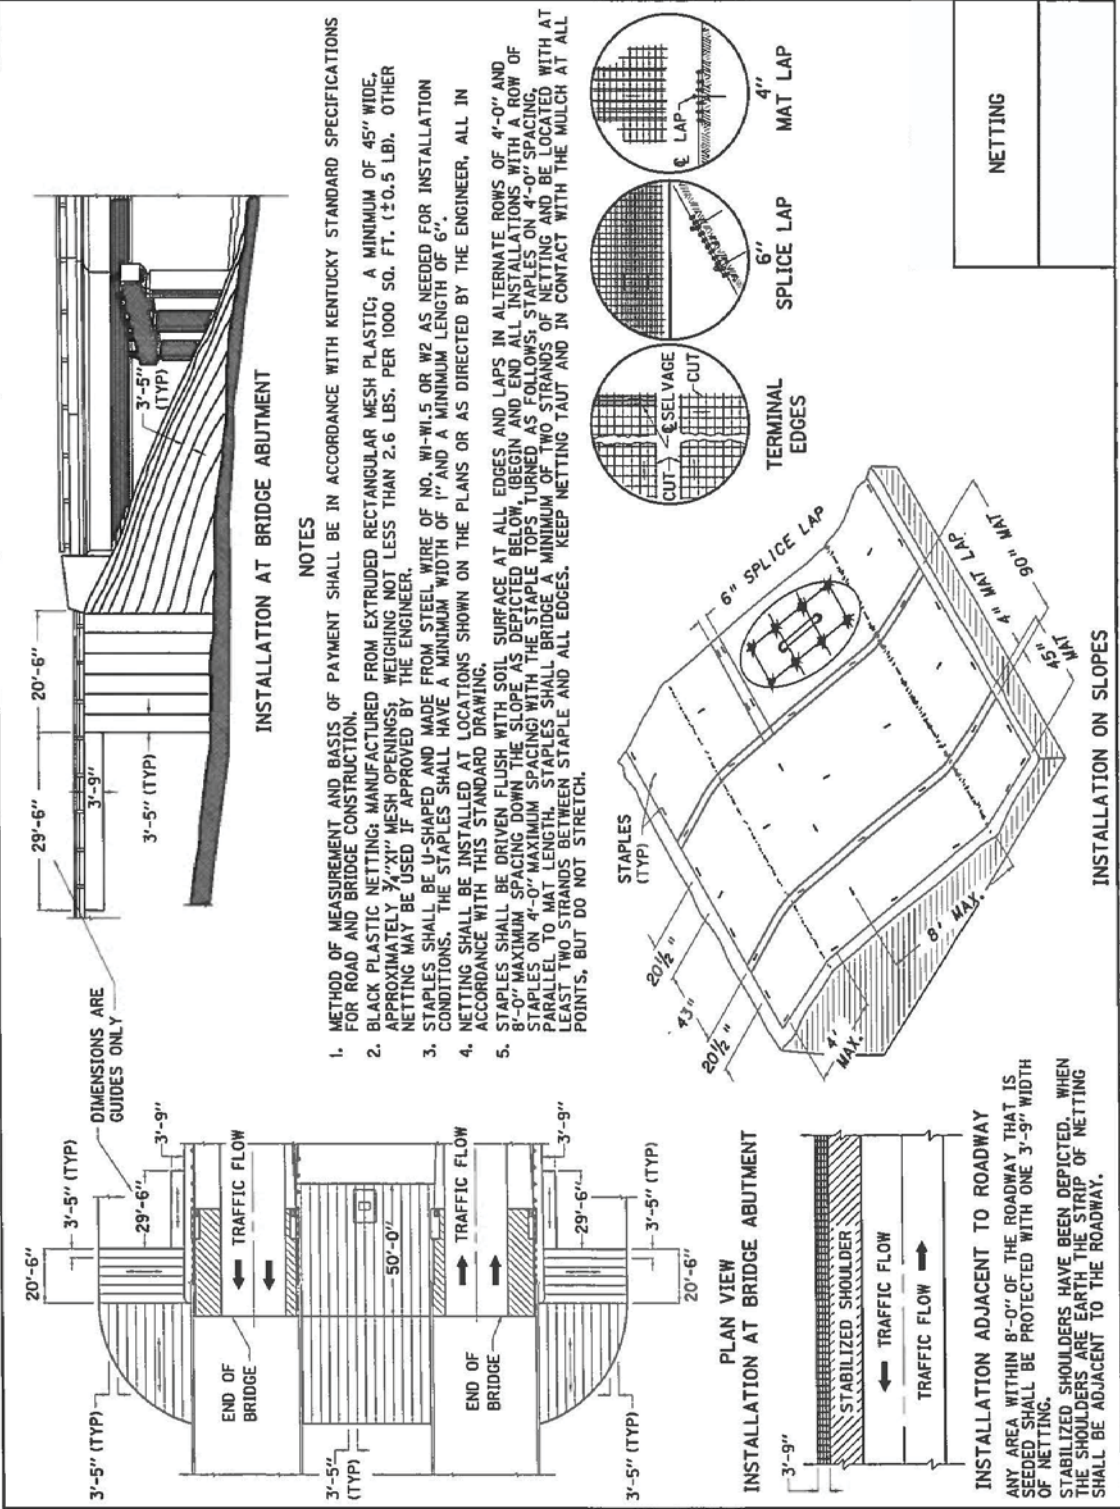 20'-6"
29'-6"
3'-9"
3'-5" (TYP)
3'-5"
(TYP)
INSTALLATION AT BRIDGE ABUTMENT
DIMENSIONS ARE
GUIDES ONLY
NOTES
1. METHOD OF MEASUREMENT AND BASIS OF PAYMENT SHALL BE IN ACCORDANCE WITH KENTUCKY STANDARD SPECIFICATIONS
FOR ROAD AND BRIDGE CONSTRUCTION.
2. BLACK PLASTIC NETTING: MANUFACTURED FROM EXTRUDED RECTANGULAR MESH PLASTIC; A MINIMUM OF 45" WIDE,
APPROXIMATELY ¾"X1" MESH OPENINGS; WEIGHING NOT LESS THAN 2.6 LBS. PER 1000 SQ. FT. (±0.5 LB). OTHER
NETTING MAY BE USED IF APPROVED BY THE ENGINEER.
3. STAPLES SHALL BE U-SHAPED AND MADE FROM STEEL WIRE OF NO. W1-W1.5 OR W2 AS NEEDED FOR INSTALLATION
CONDITIONS. THE STAPLES SHALL HAVE A MINIMUM WIDTH OF 1" AND A MINIMUM LENGTH OF 6".
4. NETTING SHALL BE INSTALLED AT LOCATIONS SHOWN ON THE PLANS OR AS DIRECTED BY THE ENGINEER, ALL IN
ACCORDANCE WITH THIS STANDARD DRAWING.
5. STAPLES SHALL BE DRIVEN FLUSH WITH SOIL SURFACE AT ALL EDGES AND LAPS IN ALTERNATE ROWS OF 4'-0" AND
8'-0" MAXIMUM SPACING DOWN THE SLOPE AS DEPICTED BELOW, (BEGIN AND END ALL INSTALLATIONS WITH A ROW OF
STAPLES ON 4'-0" MAXIMUM SPACING) WITH THE STAPLE TOPS TURNED AS FOLLOWS: STAPLES ON 4'-0" SPACING,
PARALLEL TO MAT LENGTH. STAPLES SHALL BRIDGE A MINIMUM OF TWO STRANDS OF NETTING AND BE LOCATED WITH AT
LEAST TWO STRANDS BETWEEN STAPLE AND ALL EDGES. KEEP NETTING TAUT AND IN CONTACT WITH THE MULCH AT ALL
POINTS, BUT DO NOT STRETCH.
20'-6"
3'-5" (TYP)
29'-6"
3'-9"
3'-5" (TYP)
TRAFFIC FLOW
END OF
BRIDGE
50'-0"
3'-5"
(TYP)
TRAFFIC FLOW
END OF
BRIDGE
3'-9"
29'-6"
3'-5" (TYP)
20'-6"
3'-5" (TYP)
PLAN VIEW
INSTALLATION AT BRIDGE ABUTMENT
3'-9"
STABILIZED SHOULDER
TRAFFIC FLOW
TRAFFIC FLOW
INSTALLATION ADJACENT TO ROADWAY
ANY AREA WITHIN 8'-0" OF THE ROADWAY THAT IS
SEEDED SHALL BE PROTECTED WITH ONE 3'-9" WIDTH
OF NETTING.
STABILIZED SHOULDERS HAVE BEEN DEPICTED. WHEN
THE SHOULDERS ARE EARTH THE STRIP OF NETTING
SHALL BE ADJACENT TO THE ROADWAY.
STAPLES
(TYP)
6" SPLICE LAP
20½"
43"
20½"
4'
MAX.
8' MAX.
45"
MAT
4" MAT LAP
90" MAT
INSTALLATION ON SLOPES
CUT
℄ SELVAGE
CUT
TERMINAL
EDGES
6"
SPLICE LAP
℄ LAP
4"
MAT LAP
NETTING